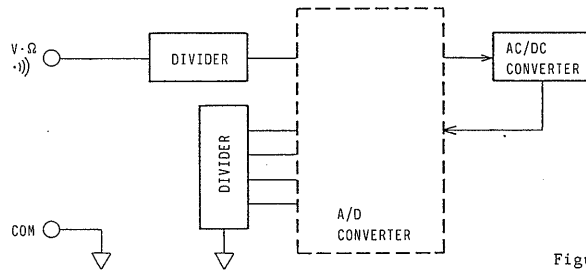 V·Ω
DIVIDER
AC/DC
CONVERTER
DIVIDER
A/D
CONVERTER
COM
Figu